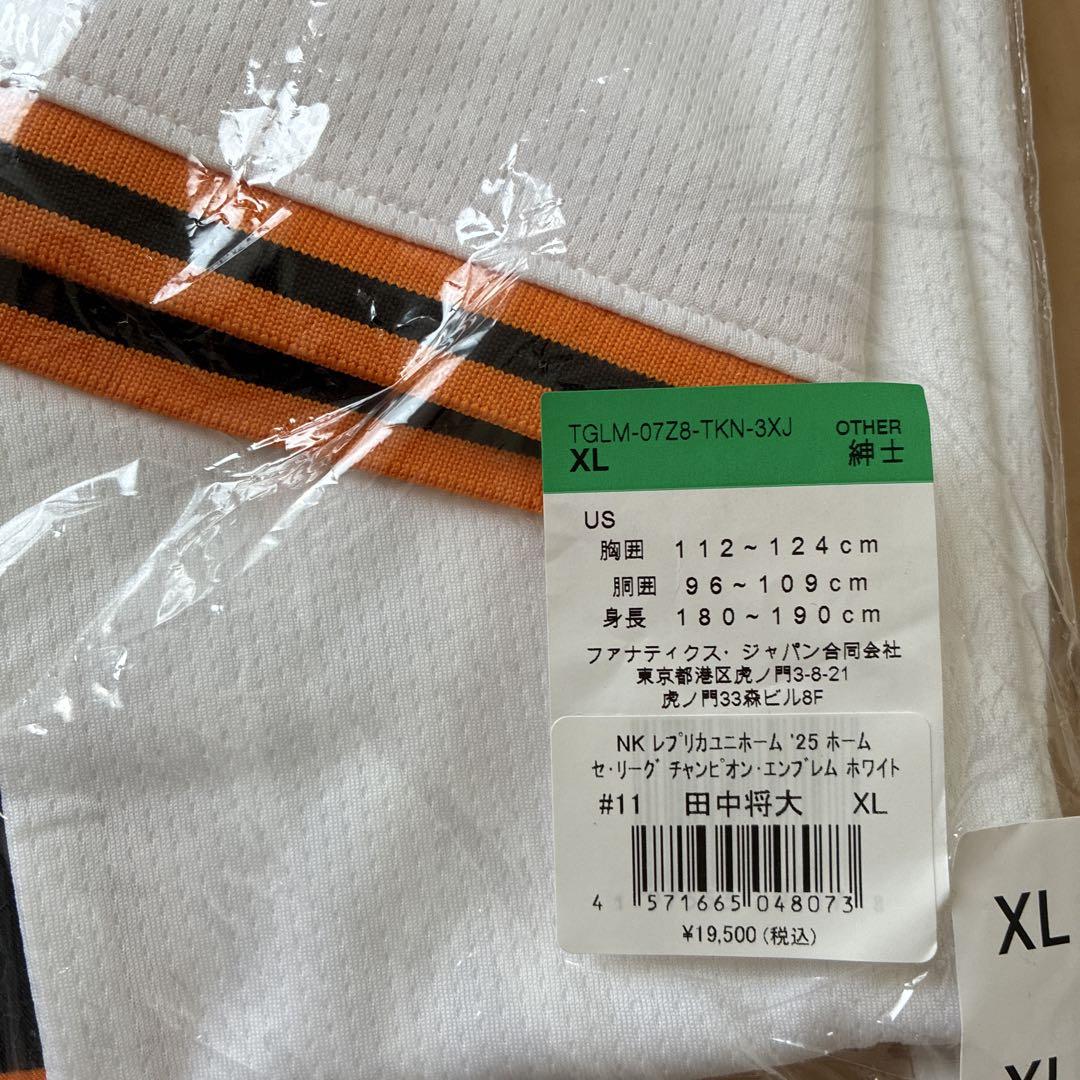 TGLM-07Z8-TKN-3XJ OTHER
XL 紳士
US
胸囲 112~124cm
胴囲 96~109cm
身長 180~190cm
ファナティクス・ジャパン合同会社
東京都港区虎ノ門3-8-21
虎ノ門33森ビル8F
NK レプリカユニホーム '25 ホーム
セ・リーグ チャンピオン・エンブレム ホワイト
#11 田中将大 XL
4 571665 048073
¥19,500(税込)
XL
XL